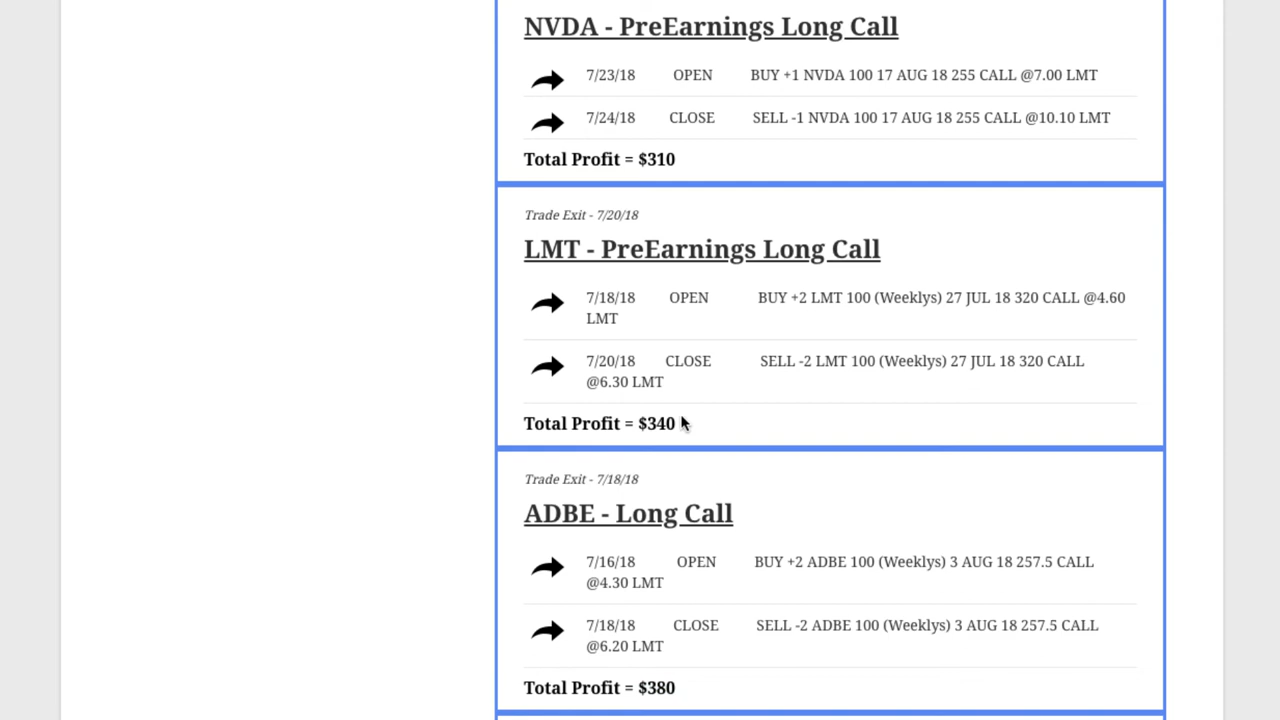 NVDA - PreEarnings Long Call
7/23/18 OPEN BUY +1 NVDA 100 17 AUG 18 255 CALL @7.00 LMT
7/24/18 CLOSE SELL -1 NVDA 100 17 AUG 18 255 CALL @10.10 LMT
Total Profit = $310
Trade Exit - 7/20/18
LMT - PreEarnings Long Call
7/18/18 OPEN BUY +2 LMT 100 (Weeklys) 27 JUL 18 320 CALL @4.60
LMT
7/20/18 CLOSE SELL -2 LMT 100 (Weeklys) 27 JUL 18 320 CALL
@6.30 LMT
Total Profit = $340
Trade Exit - 7/18/18
ADBE - Long Call
7/16/18 OPEN BUY +2 ADBE 100 (Weeklys) 3 AUG 18 257.5 CALL
@4.30 LMT
7/18/18 CLOSE SELL -2 ADBE 100 (Weeklys) 3 AUG 18 257.5 CALL
@6.20 LMT
Total Profit = $380